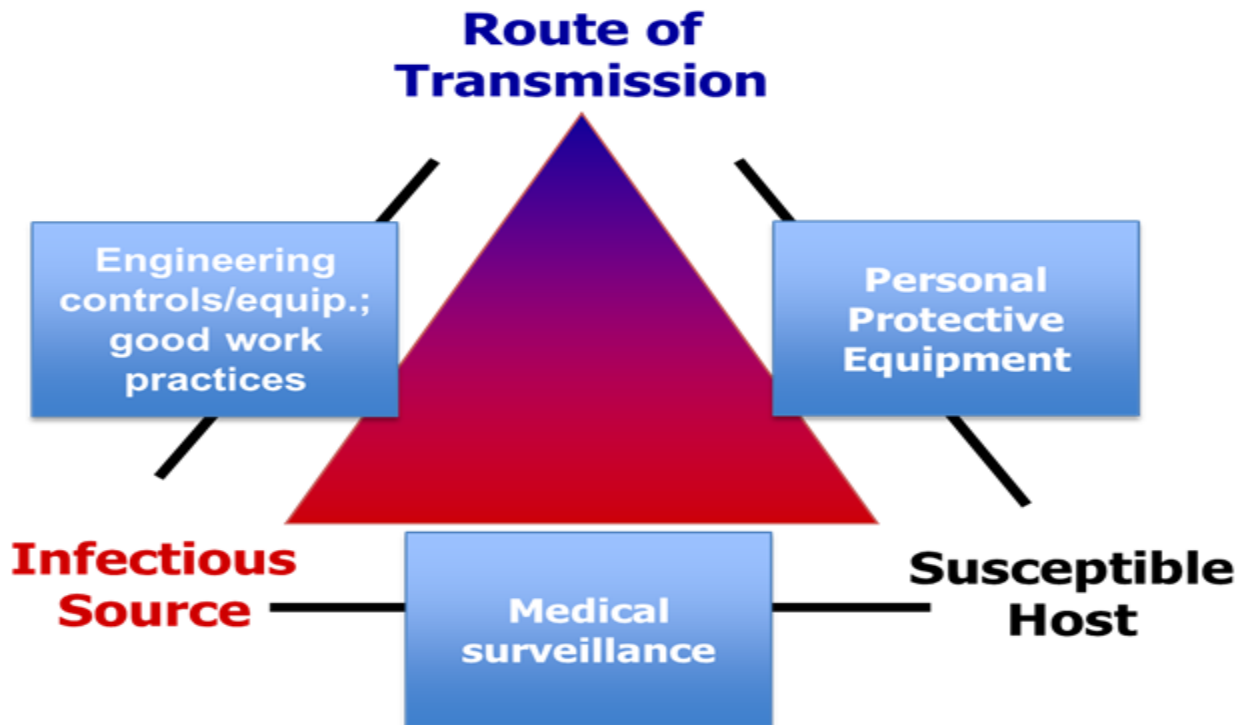 Route of
Transmission
Engineering
controls/equip.;
good work
practices
Personal
Protective
Equipment
Infectious
Source
Medical
surveillance
Susceptible
Host